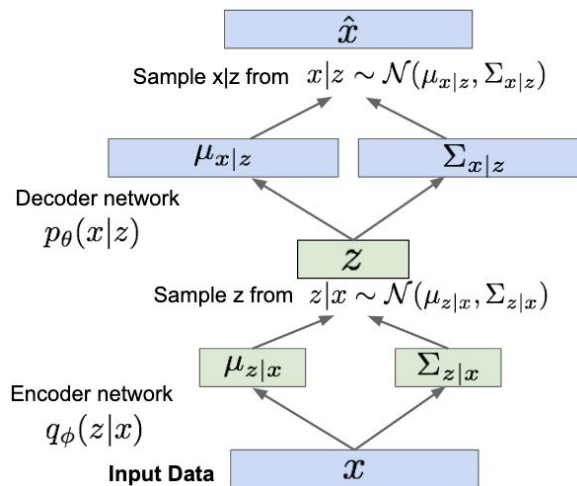 x̂
Sample x|z from x|z ∼ 𝒩(μ_{x|z}, Σ_{x|z})
μ_{x|z} Σ_{x|z}
Decoder network
p_θ(x|z)
z
Sample z from z|x ∼ 𝒩(μ_{z|x}, Σ_{z|x})
μ_{z|x} Σ_{z|x}
Encoder network
q_ϕ(z|x)
Input Data x